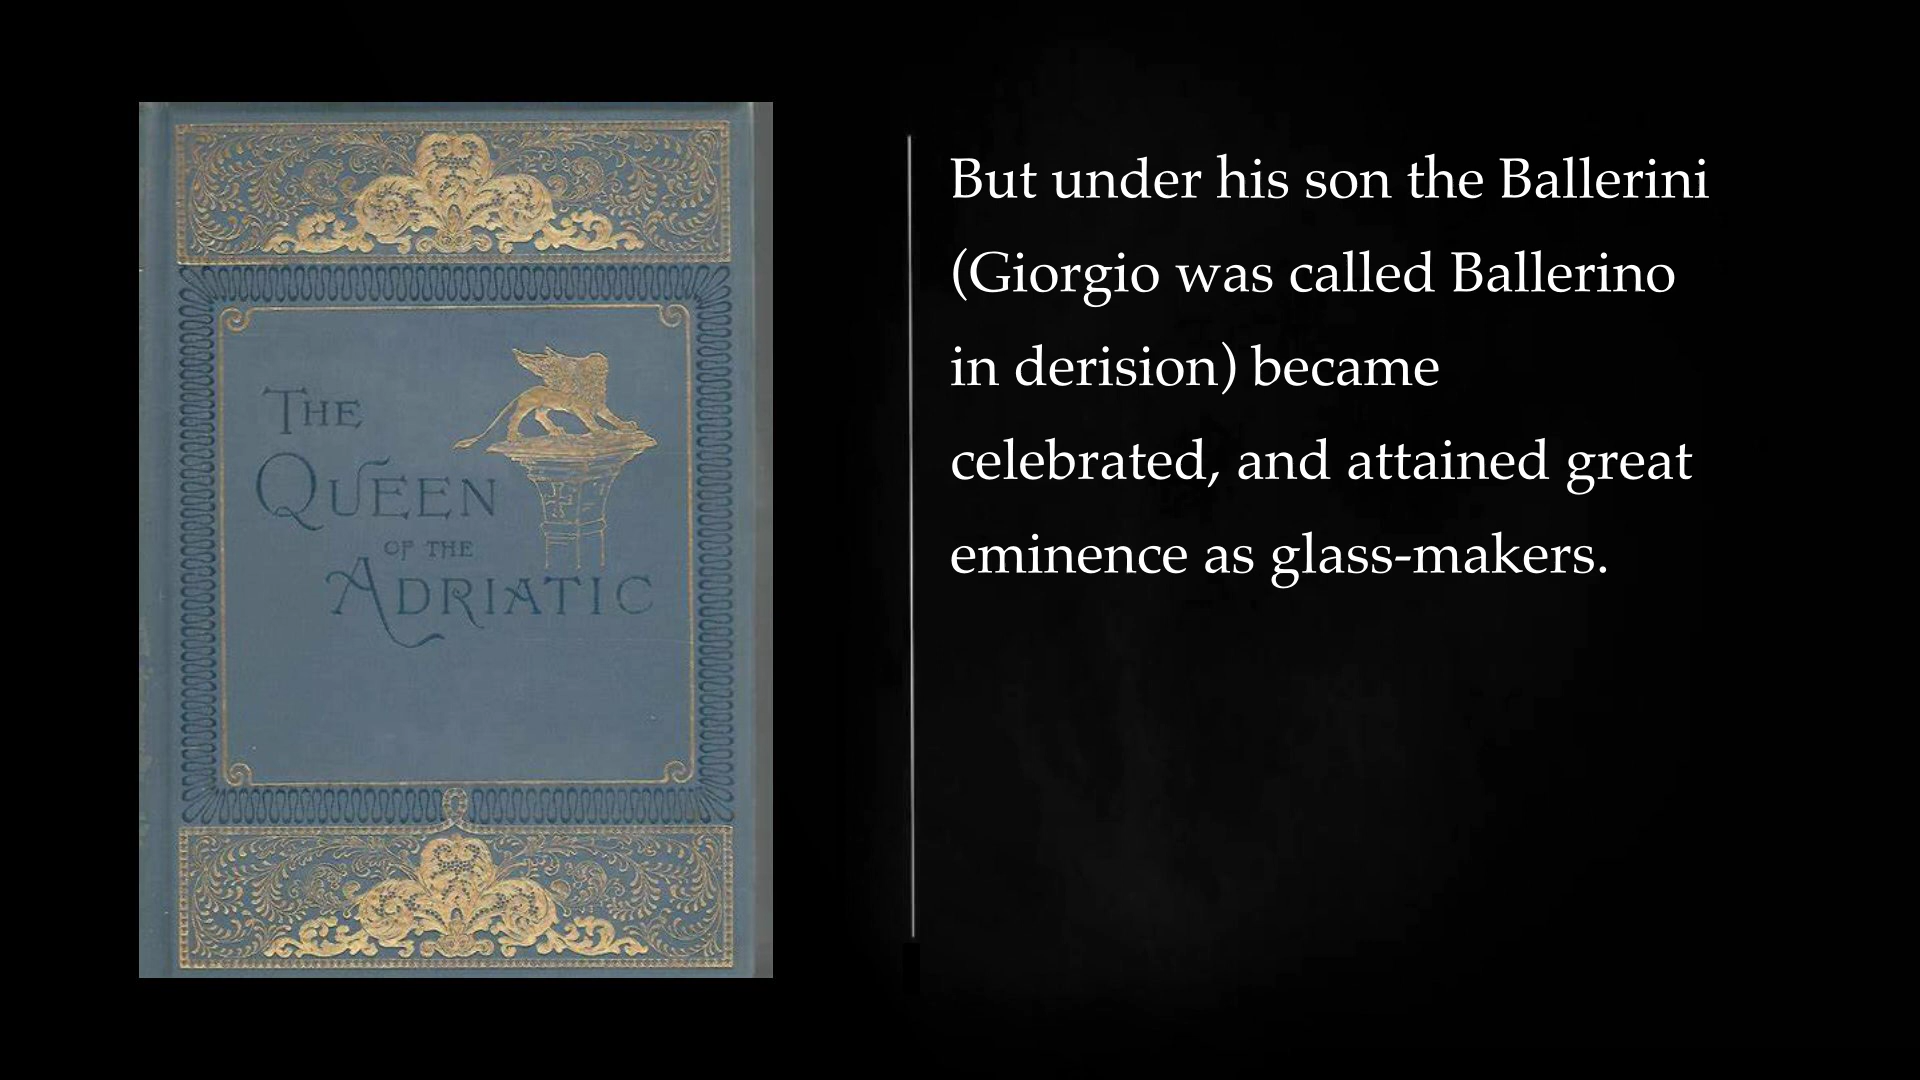 THE
QUEEN
OF THE
ADRIATIC
But under his son the Ballerini
(Giorgio was called Ballerino
in derision) became
celebrated, and attained great
eminence as glass-makers.